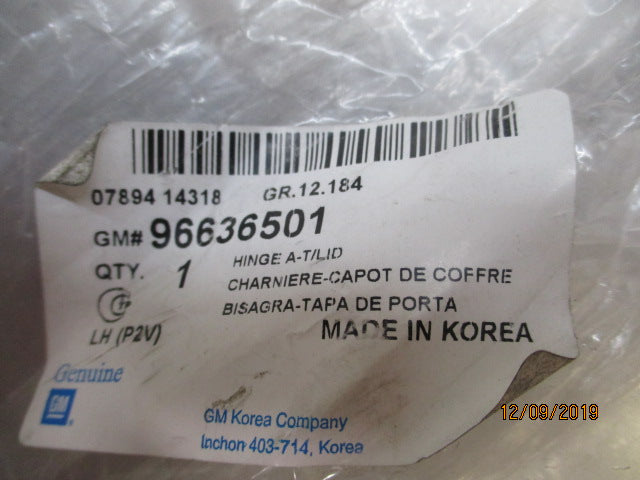 07894 14318 GR.12.184
GM# 96636501
QTY. 1 HINGE A-T/LID
CHARNIERE-CAPOT DE COFFRE
BISAGRA-TAPA DE PORTA
LH (P2V) MADE IN KOREA
Genuine
GM
GM Korea Company
Inchon 403-714, Korea
12/09/2019